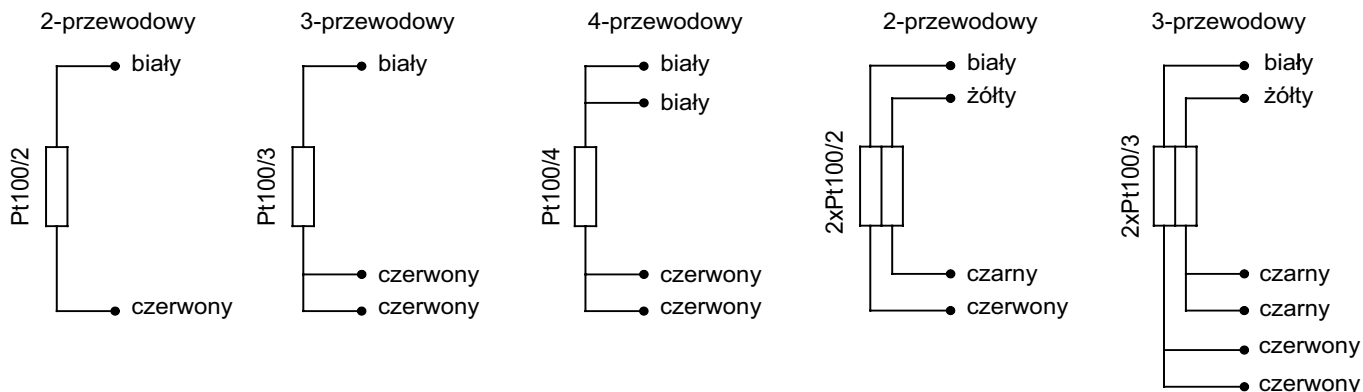 2-przewodowy
biały
Pt100/2
czerwony
3-przewodowy
biały
Pt100/3
czerwony
czerwony
4-przewodowy
biały
biały
Pt100/4
czerwony
czerwony
2-przewodowy
biały
żółty
2xPt100/2
czarny
czerwony
3-przewodowy
biały
żółty
2xPt100/3
czarny
czarny
czerwony
czerwony